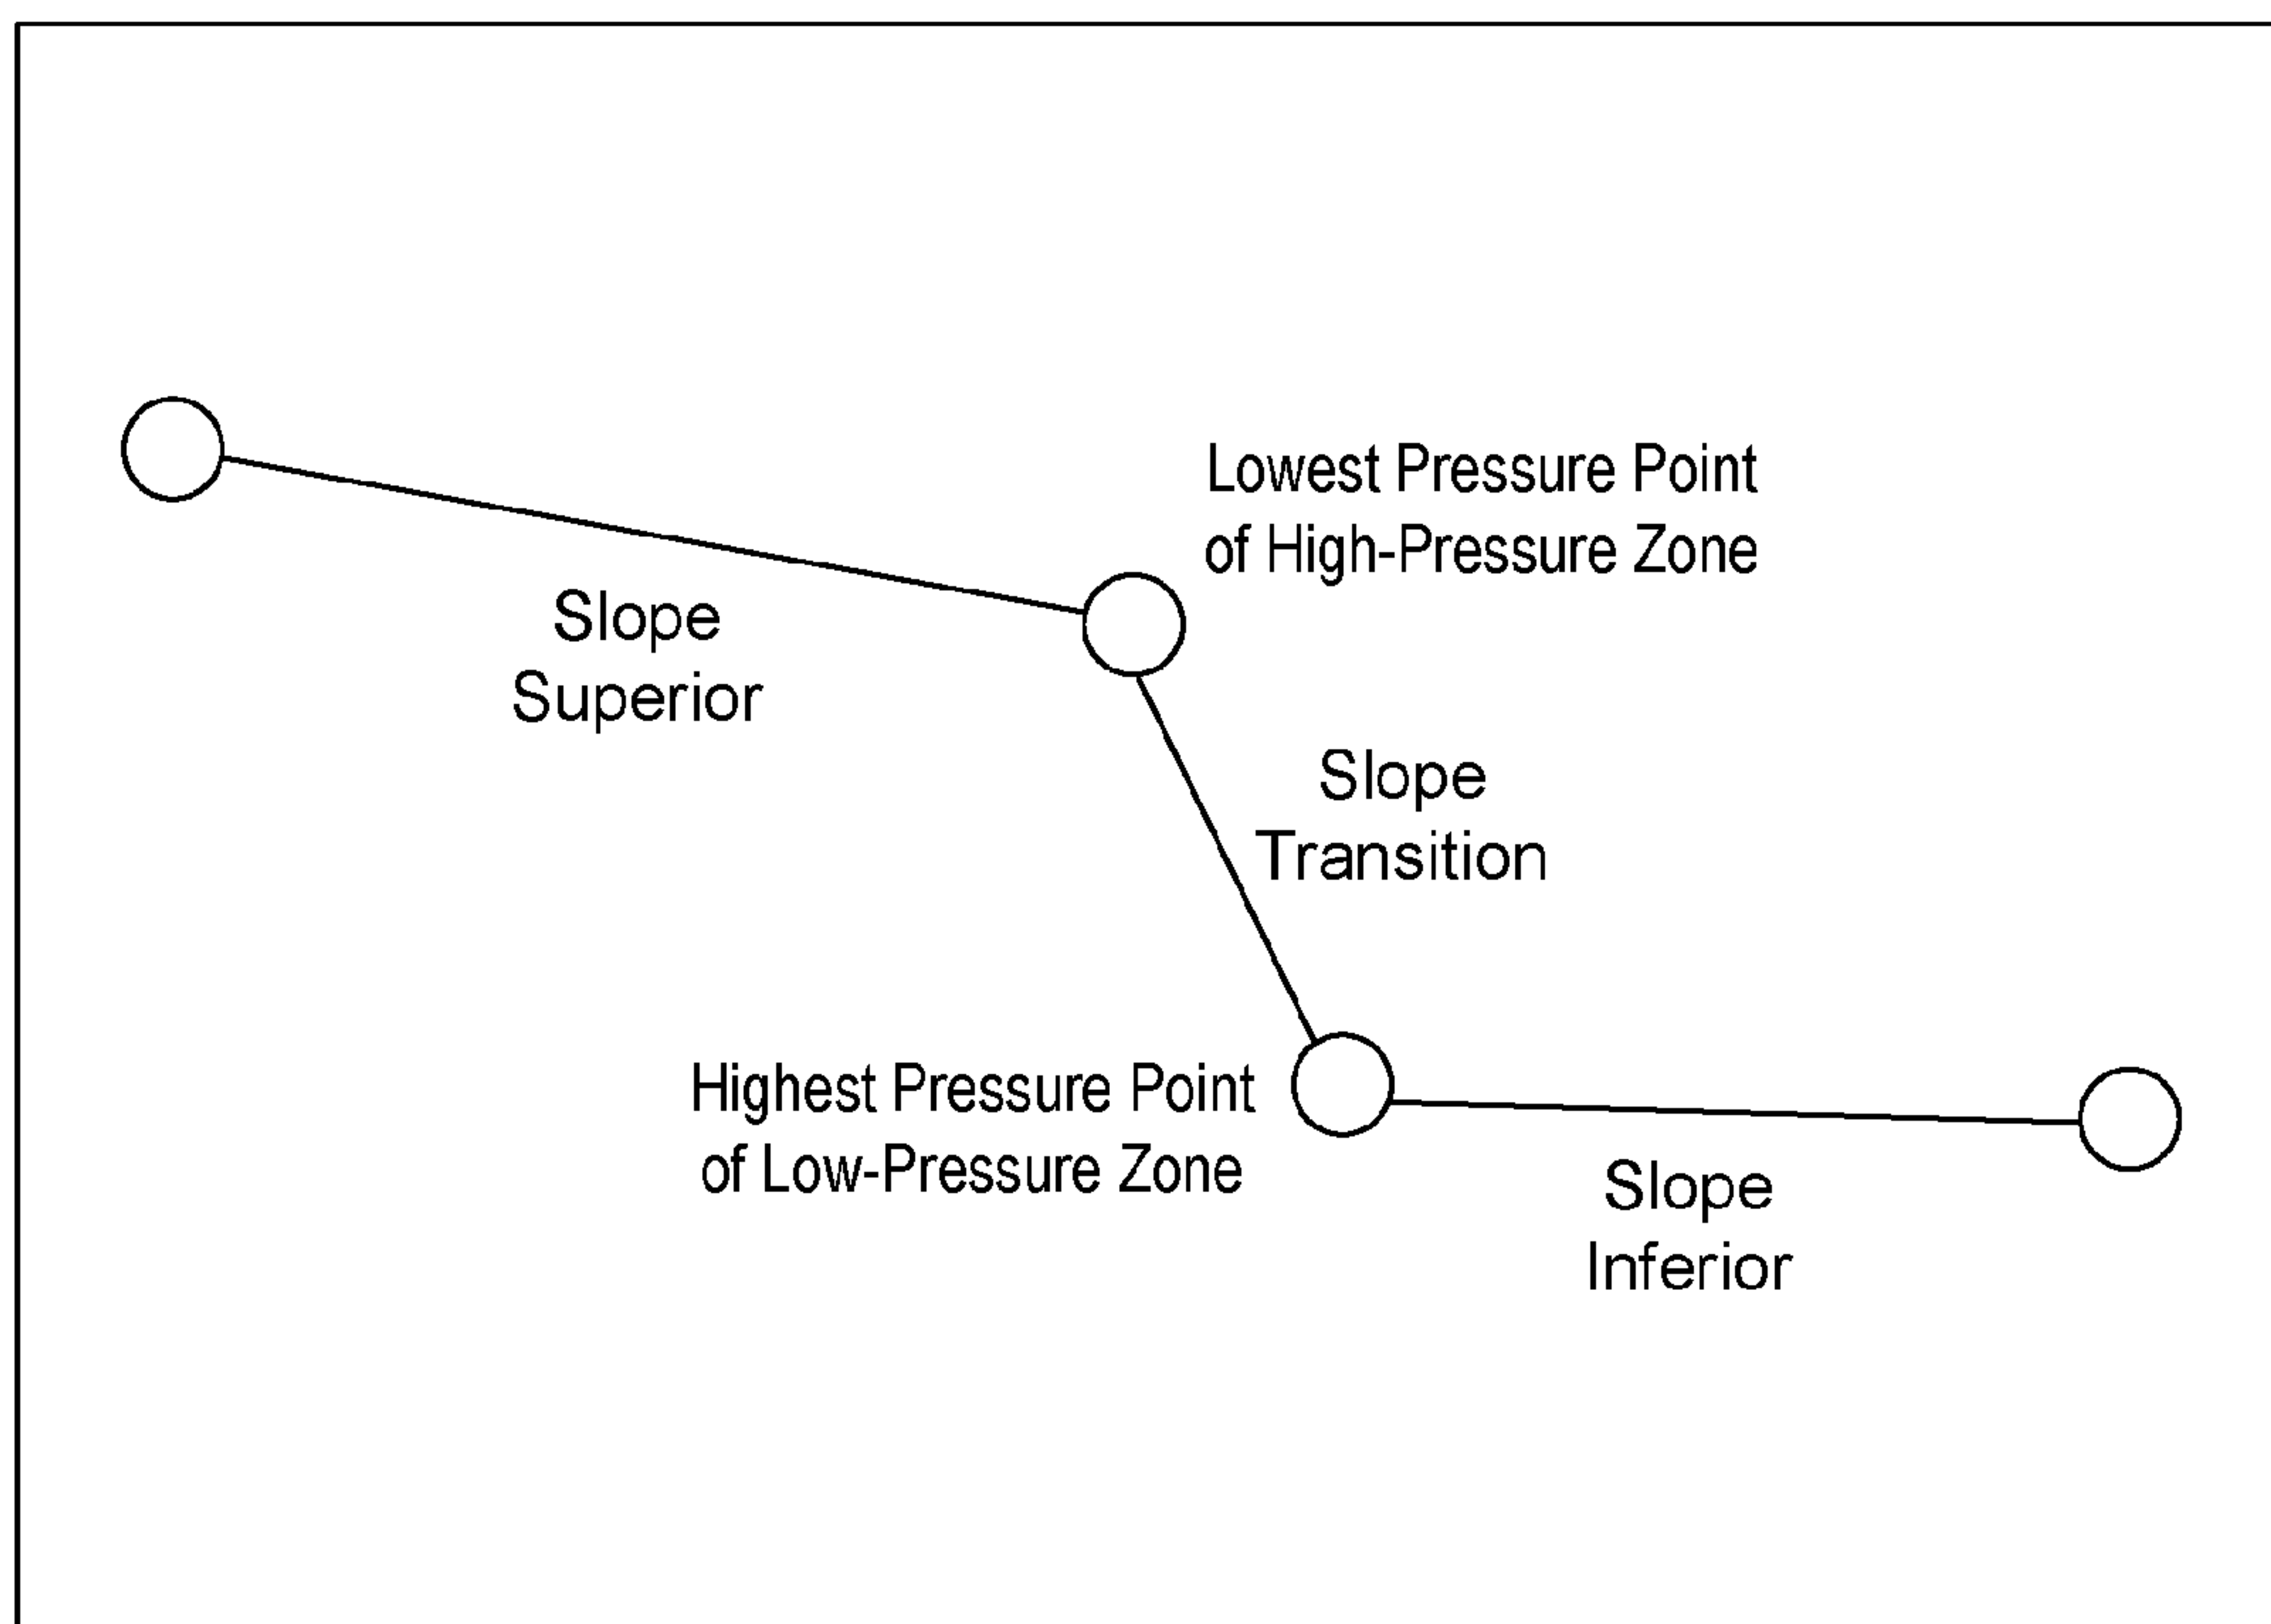 Lowest Pressure Point
of High-Pressure Zone
Slope
Superior
Slope
Transition
Highest Pressure Point
of Low-Pressure Zone
Slope
Inferior